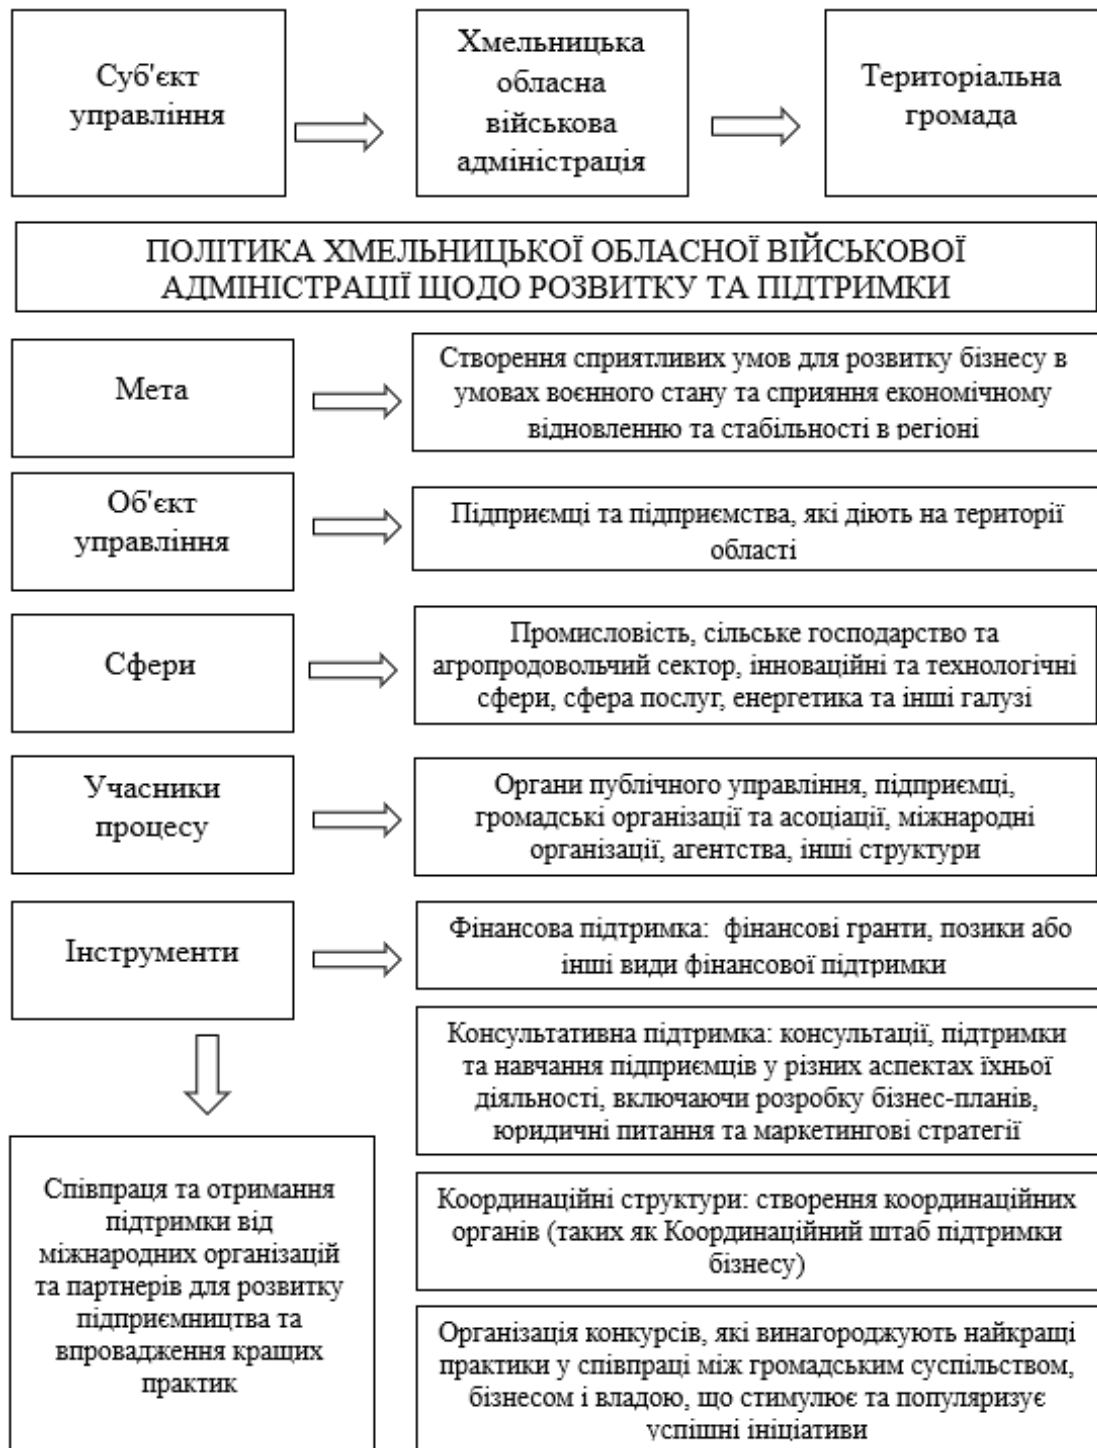 Суб'єкт
управління
Хмельницька
обласна
військова
адміністрація
Територіальна
громада
ПОЛІТИКА ХМЕЛЬНИЦЬКОЇ ОБЛАСНОЇ ВІЙСЬКОВОЇ
АДМІНІСТРАЦІЇ ЩОДО РОЗВИТКУ ТА ПІДТРИМКИ
Мета
Створення сприятливих умов для розвитку бізнесу в
умовах воєнного стану та сприяння економічному
відновленню та стабільності в регіоні
Об'єкт
управління
Підприємці та підприємства, які діють на території
області
Сфери
Промисловість, сільське господарство та
агропродовольчий сектор, інноваційні та технологічні
сфери, сфера послуг, енергетика та інші галузі
Учасники
процесу
Органи публічного управління, підприємці,
громадські організації та асоціації, міжнародні
організації, агентства, інші структури
Інструменти
Фінансова підтримка: фінансові гранти, позики або
інші види фінансової підтримки
Консультативна підтримка: консультації, підтримки
та навчання підприємців у різних аспектах їхньої
діяльності, включаючи розробку бізнес-планів,
юридичні питання та маркетингові стратегії
Координаційні структури: створення координаційних
органів (таких як Координаційний штаб підтримки
бізнесу)
Організація конкурсів, які винагороджують найкращі
практики у співпраці між громадським суспільством,
бізнесом і владою, що стимулює та популяризує
успішні ініціативи
Співпраця та отримання
підтримки від
міжнародних організацій
та партнерів для розвитку
підприємництва та
впровадження кращих
практик